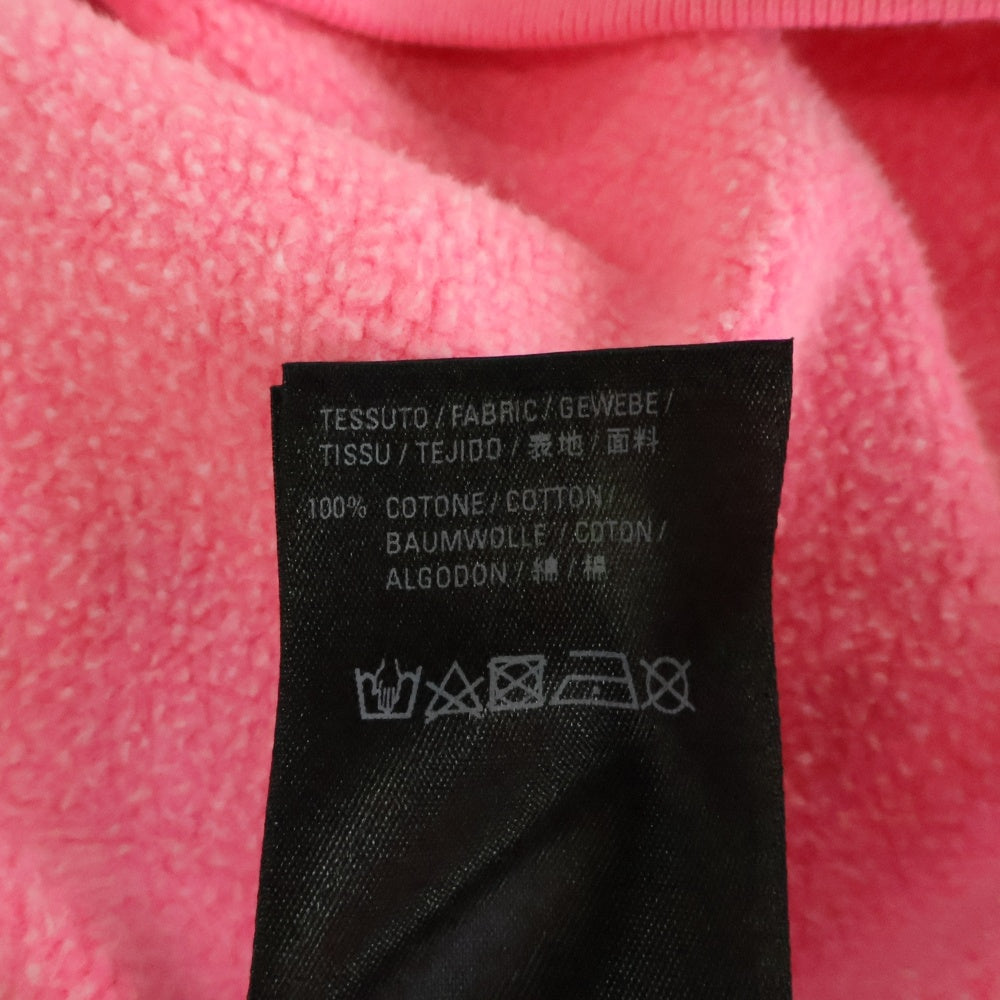 TESSUTO / FABRIC / GEWEBE /
TISSU / TEJIDO / 表地 / 面料
100% COTONE / COTTON /
BAUMWOLLE / COTON /
ALGODON / 綿 / 棉